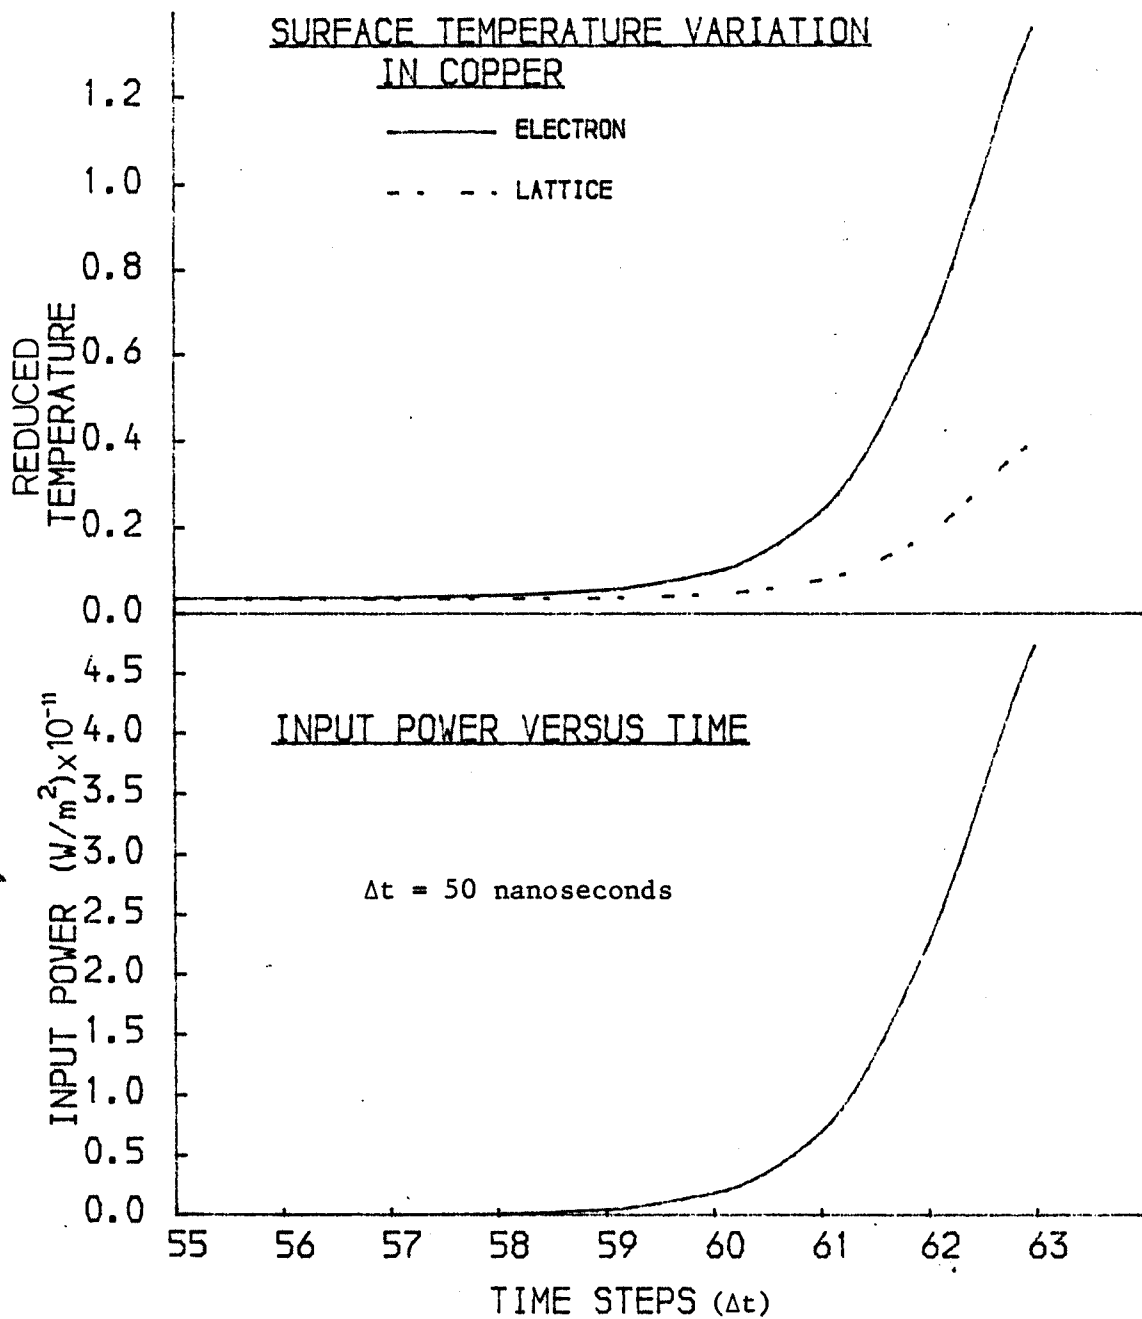 SURFACE TEMPERATURE VARIATION
IN COPPER
ELECTRON
LATTICE
1.2
1.0
0.8
0.6
0.4
0.2
0.0
REDUCED
TEMPERATURE
INPUT POWER VERSUS TIME
Δt = 50 nanoseconds
4.5
4.0
3.5
3.0
2.5
2.0
1.5
1.0
0.5
0.0
INPUT POWER (W/m²)x10⁻¹¹
55 56 57 58 59 60 61 62 63
TIME STEPS (Δt)